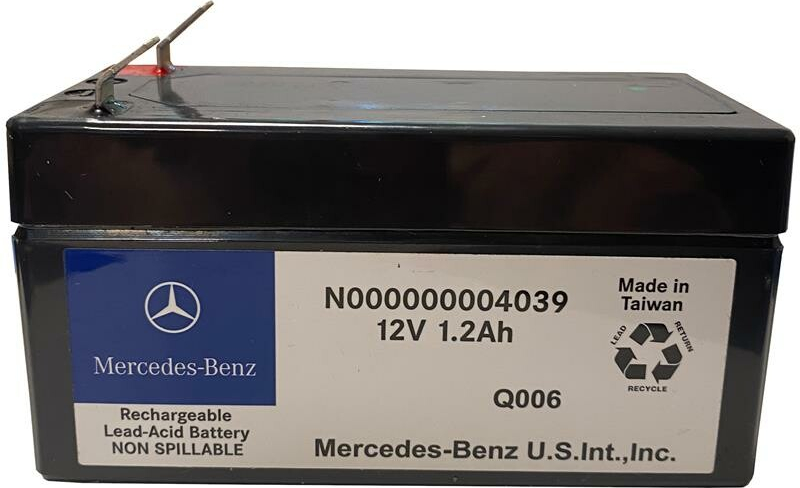 Mercedes-Benz
Rechargeable
Lead-Acid Battery
NON SPILLABLE
N000000004039
12V 1.2Ah
Q006
Mercedes-Benz U.S.Int.,Inc.
Made in
Taiwan
LEAD
RETURN
RECYCLE